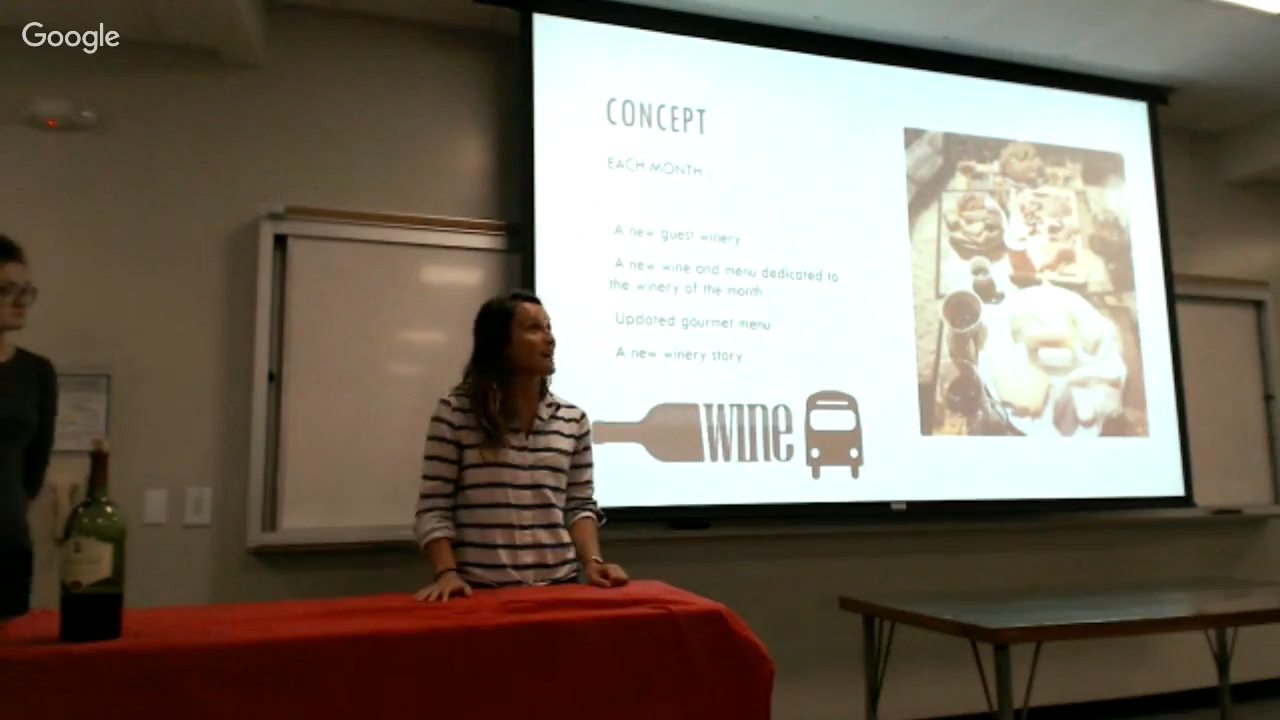 Google
CONCEPT
EACH MONTH :
A new guest winery
A new wine and menu dedicated to
the winery of the month
Updated gourmet menu
A new winery story
wine